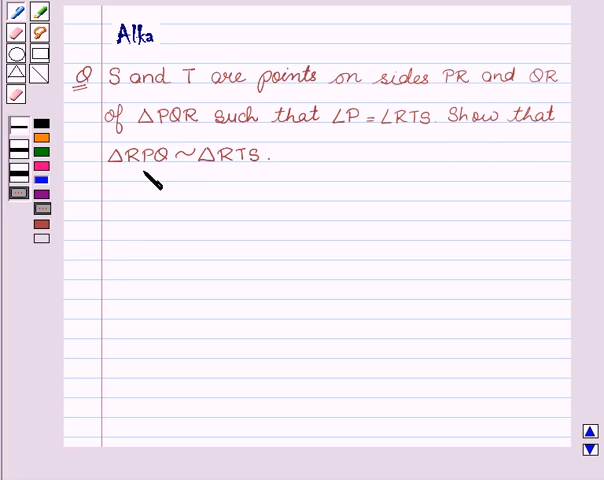 Alka
Q S and T are points on sides PR and QR
of △PQR such that ∠P = ∠RTS. Show that
△RPQ ~ △RTS.